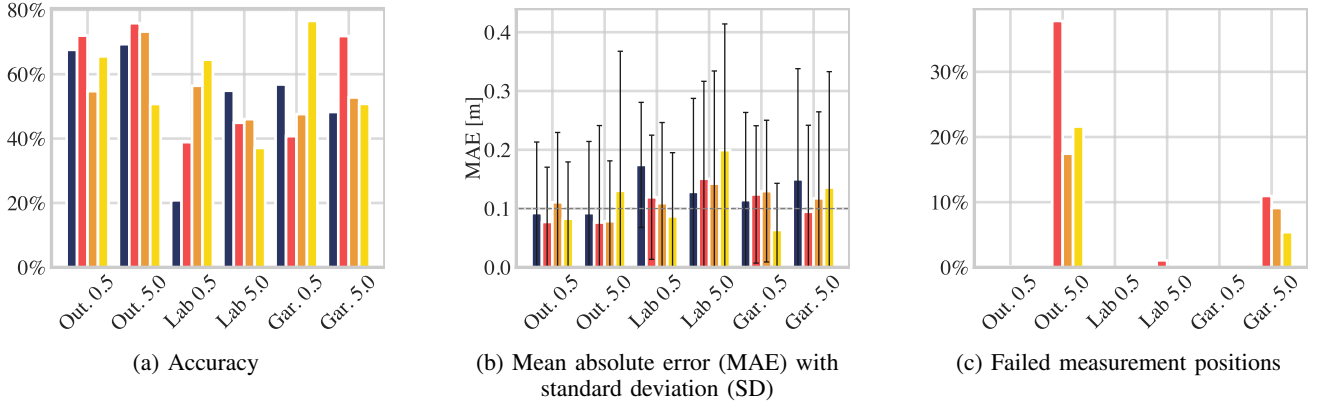 80%
60%
40%
20%
0%
Out. 0.5
Out. 5.0
Lab 0.5
Lab 5.0
Gar. 0.5
Gar. 5.0
(a) Accuracy
MAE [m]
0.4
0.3
0.2
0.1
0.0
Out. 0.5
Out. 5.0
Lab 0.5
Lab 5.0
Gar. 0.5
Gar. 5.0
(b) Mean absolute error (MAE) with
standard deviation (SD)
30%
20%
10%
0%
Out. 0.5
Out. 5.0
Lab 0.5
Lab 5.0
Gar. 0.5
Gar. 5.0
(c) Failed measurement positions